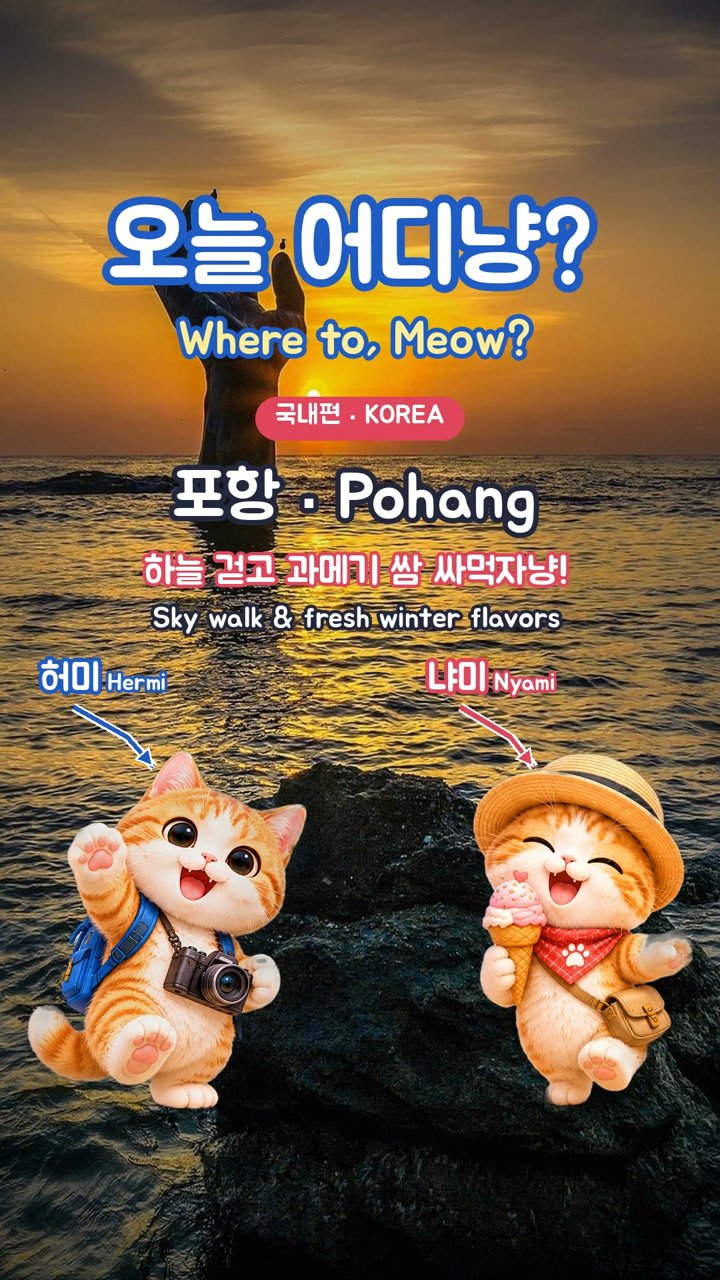 오늘 어디냥?
Where to, Meow?
국내편 · KOREA
포항 · Pohang
하늘 걷고 과메기 쌈 싸먹자냥!
Sky walk & fresh winter flavors
허미 Hermi
냐미 Nyami